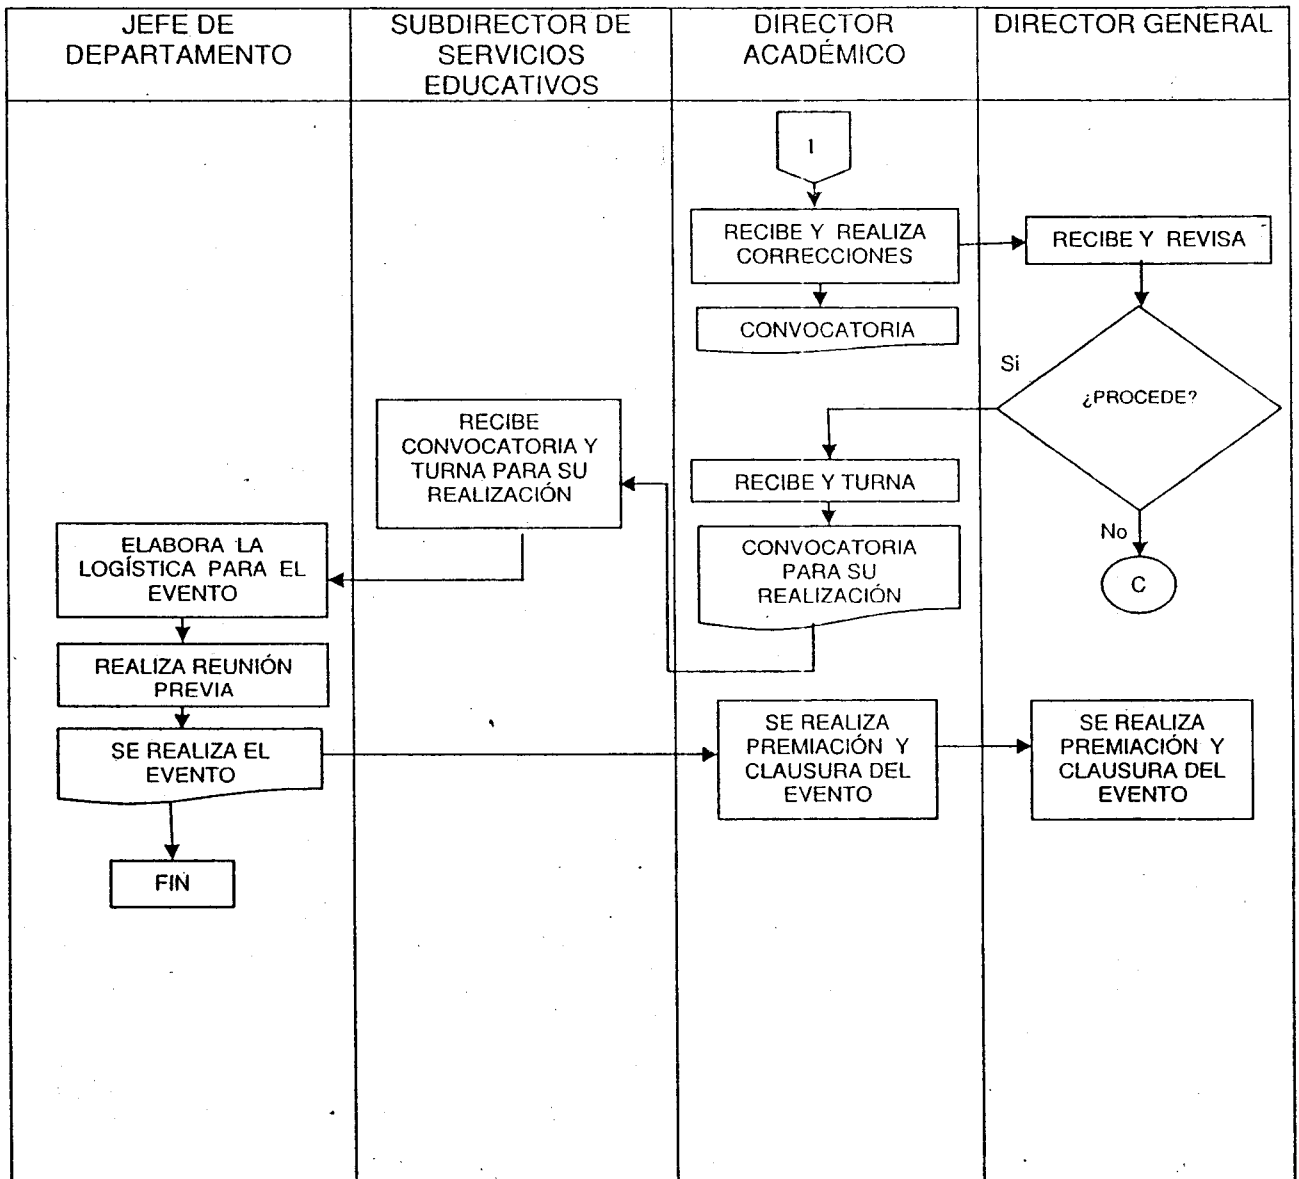 JEFE DE
DEPARTAMENTO
SUBDIRECTOR DE
SERVICIOS
EDUCATIVOS
DIRECTOR
ACADÉMICO
DIRECTOR GENERAL
1
RECIBE Y REALIZA
CORRECCIONES
RECIBE Y REVISA
CONVOCATORIA
Si
¿PROCEDE?
RECIBE
CONVOCATORIA Y
TURNA PARA SU
REALIZACIÓN
RECIBE Y TURNA
No
C
CONVOCATORIA
PARA SU
REALIZACIÓN
ELABORA LA
LOGÍSTICA PARA EL
EVENTO
REALIZA REUNIÓN
PREVIA
SE REALIZA EL
EVENTO
SE REALIZA
PREMIACIÓN Y
CLAUSURA DEL
EVENTO
SE REALIZA
PREMIACIÓN Y
CLAUSURA DEL
EVENTO
FIN